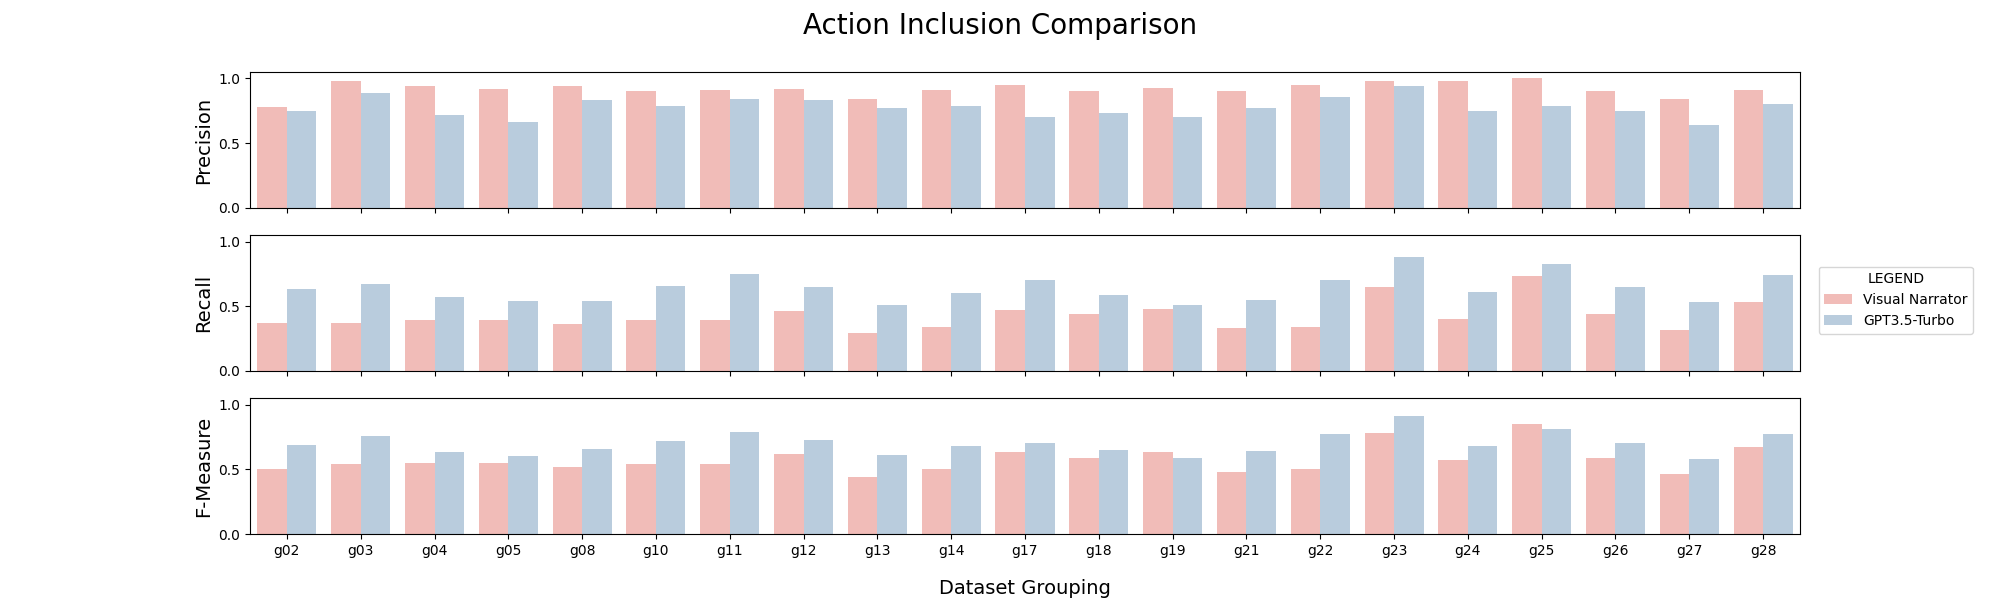 Action Inclusion Comparison
Precision
1.0
0.5
0.0
Recall
1.0
0.5
0.0
LEGEND
Visual Narrator
GPT3.5-Turbo
F-Measure
1.0
0.5
0.0
g02 g03 g04 g05 g08 g10 g11 g12 g13 g14 g17 g18 g19 g21 g22 g23 g24 g25 g26 g27 g28
Dataset Grouping